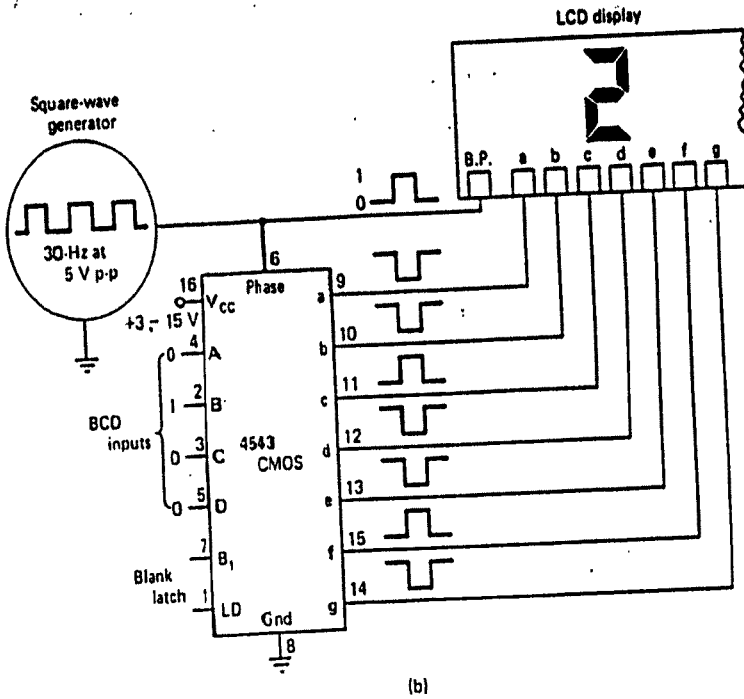 LCD display
Square-wave
generator
30-Hz at
5 V p-p
B.P. a b c d e f g
1
0
6
Phase
16
VCC
+3 - 15 V
BCD
inputs
0 4 A
1 2 B
0 3 C
0 5 D
7 B1
Blank
latch
1 LD
4543
CMOS
Gnd
8
a 9
b 10
c 11
d 12
e 13
f 15
g 14
2
(b)